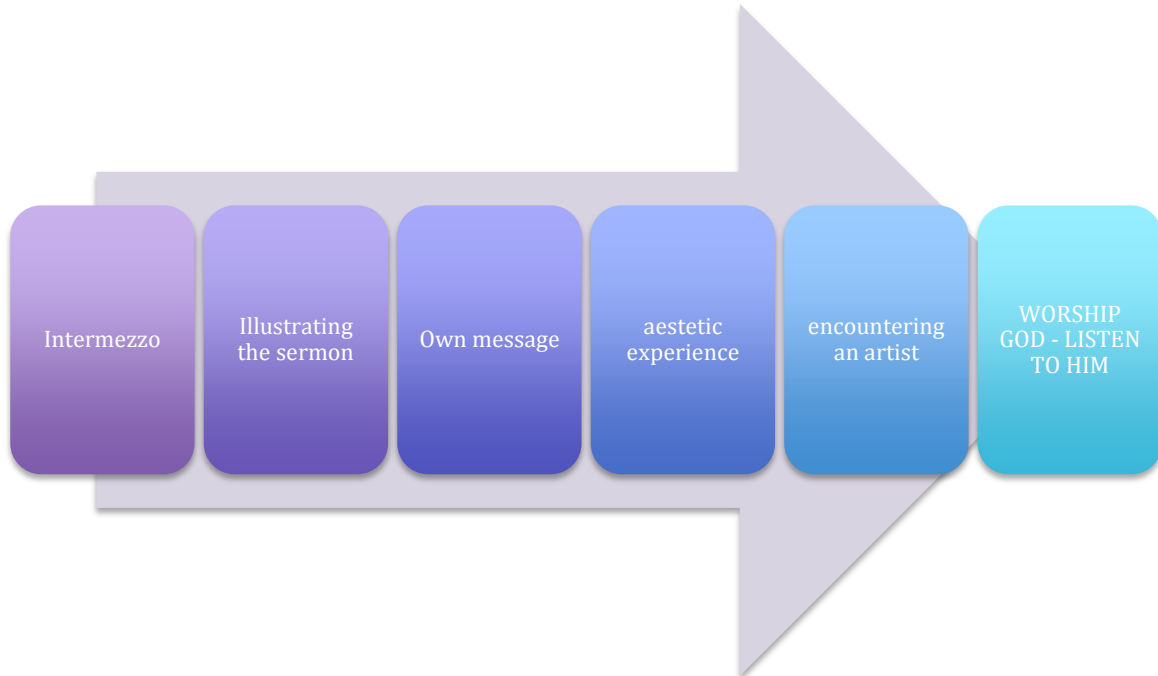 Intermezzo
Illustrating
the sermon
Own message
aestetic
experience
encountering
an artist
WORSHIP
GOD - LISTEN
TO HIM